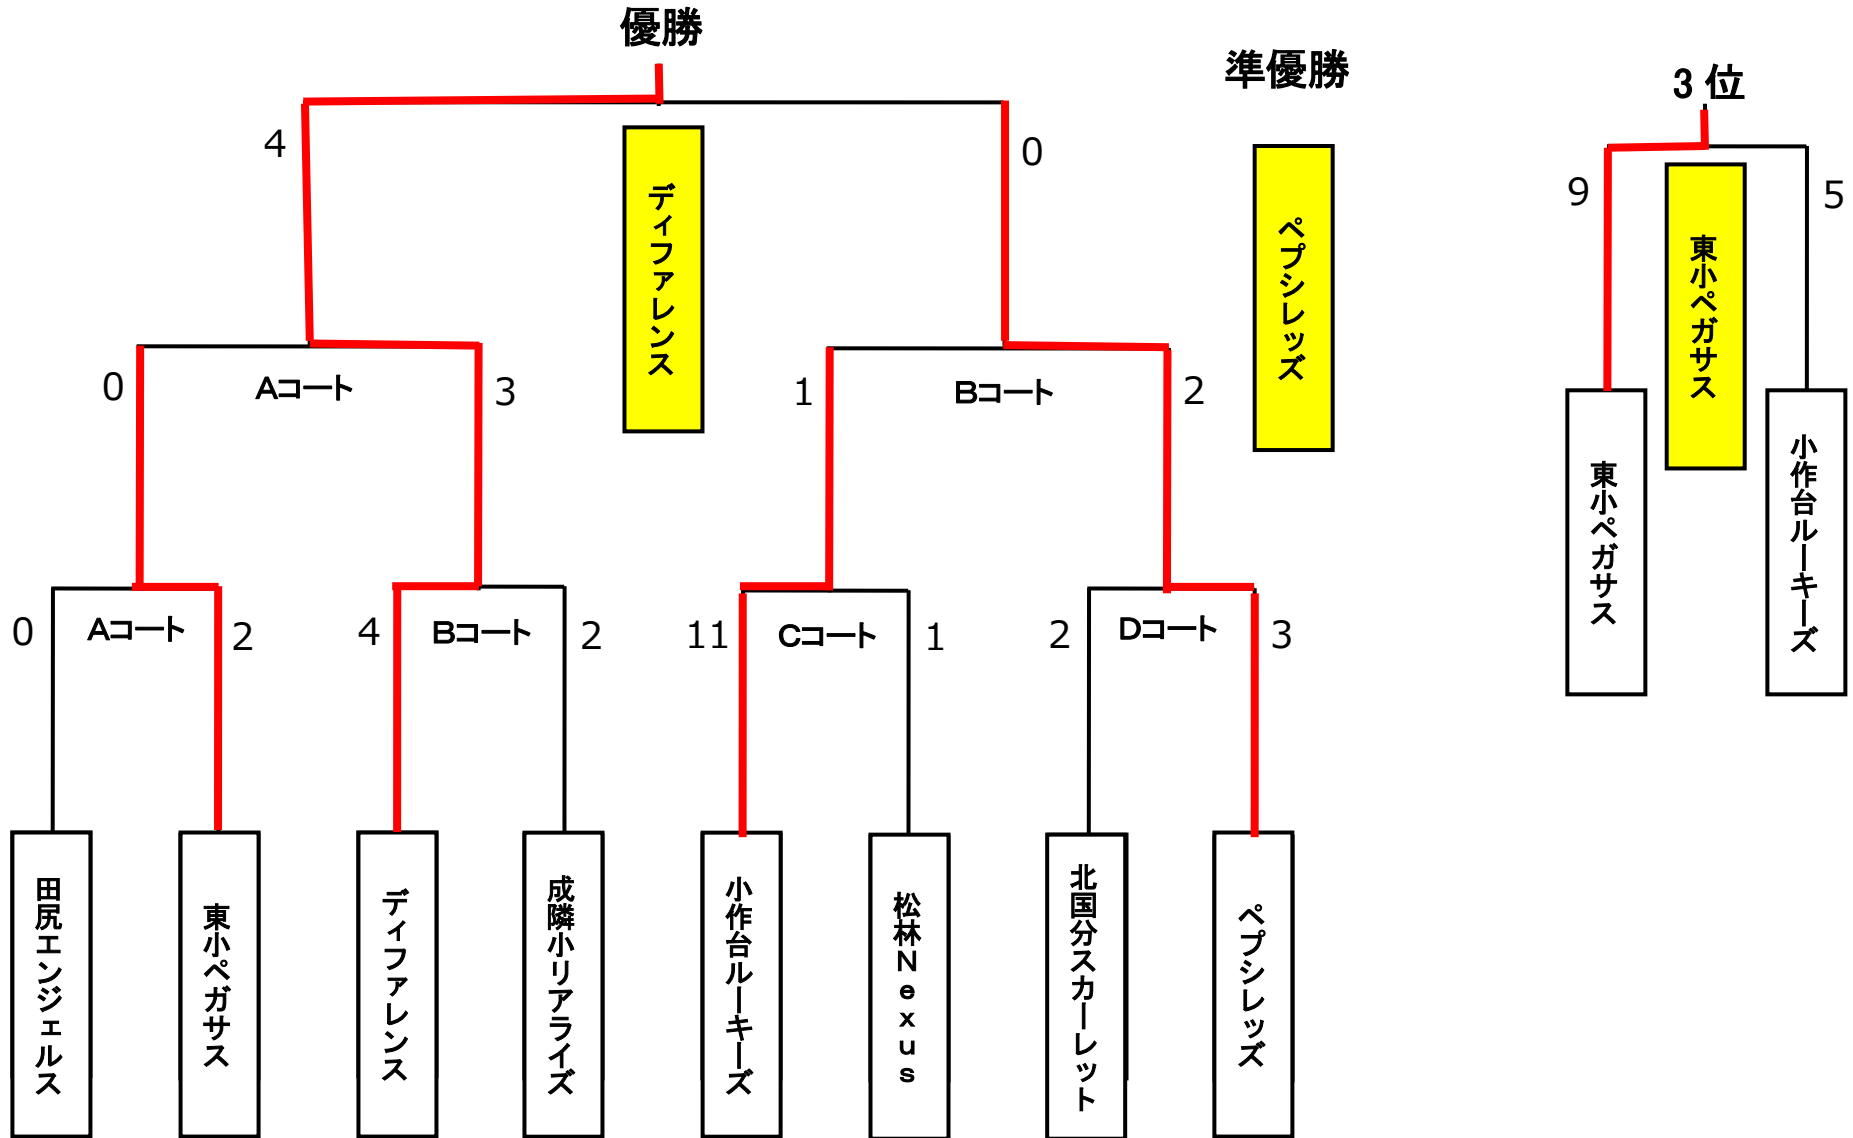 優勝
準優勝
3位
4
0
9
5
ディファレンス
ペプシレッズ
東小ペガサス
0
Aコート
3
1
Bコート
2
東小ペガサス
小作台ルーキーズ
0
Aコート
2
4
Bコート
2
11
Cコート
1
2
Dコート
3
田尻エンジェルス
東小ペガサス
ディファレンス
成隣小リアライズ
小作台ルーキーズ
松林Nexus
北国分スカーレット
ペプシレッズ